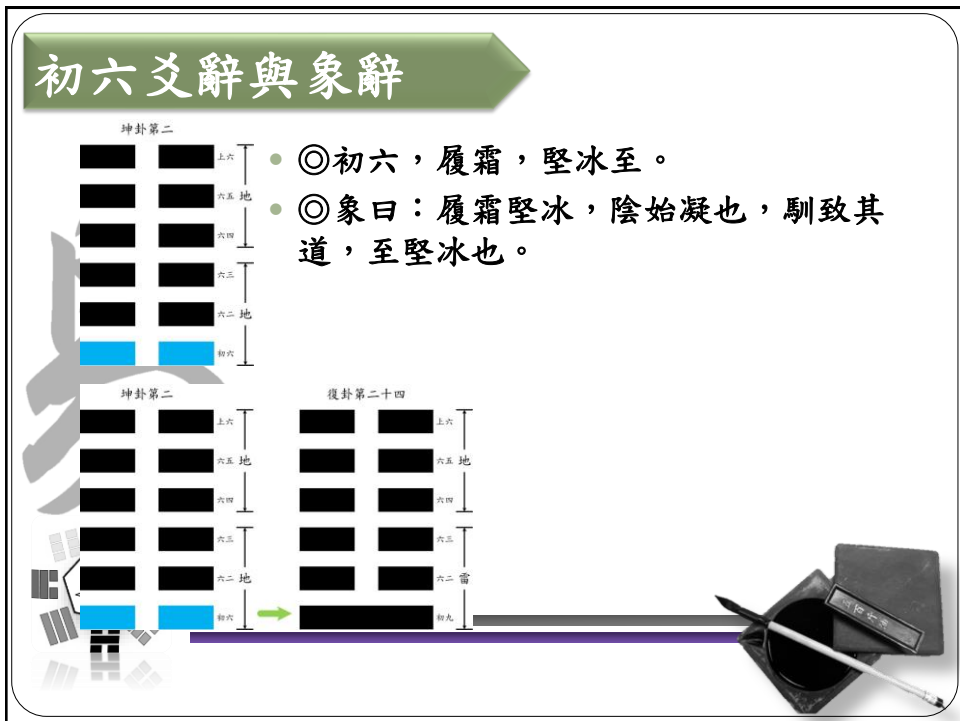 初六爻辭與象辭
坤卦第二
上六
六五 地
六四
六三
六二 地
初六
◎初六，履霜，堅冰至。
◎象曰：履霜堅冰，陰始凝也，馴致其
道，至堅冰也。
坤卦第二
上六
六五 地
六四
六三
六二 地
初六
復卦第二十四
上六
六五 地
六四
六三
六二 雷
初九